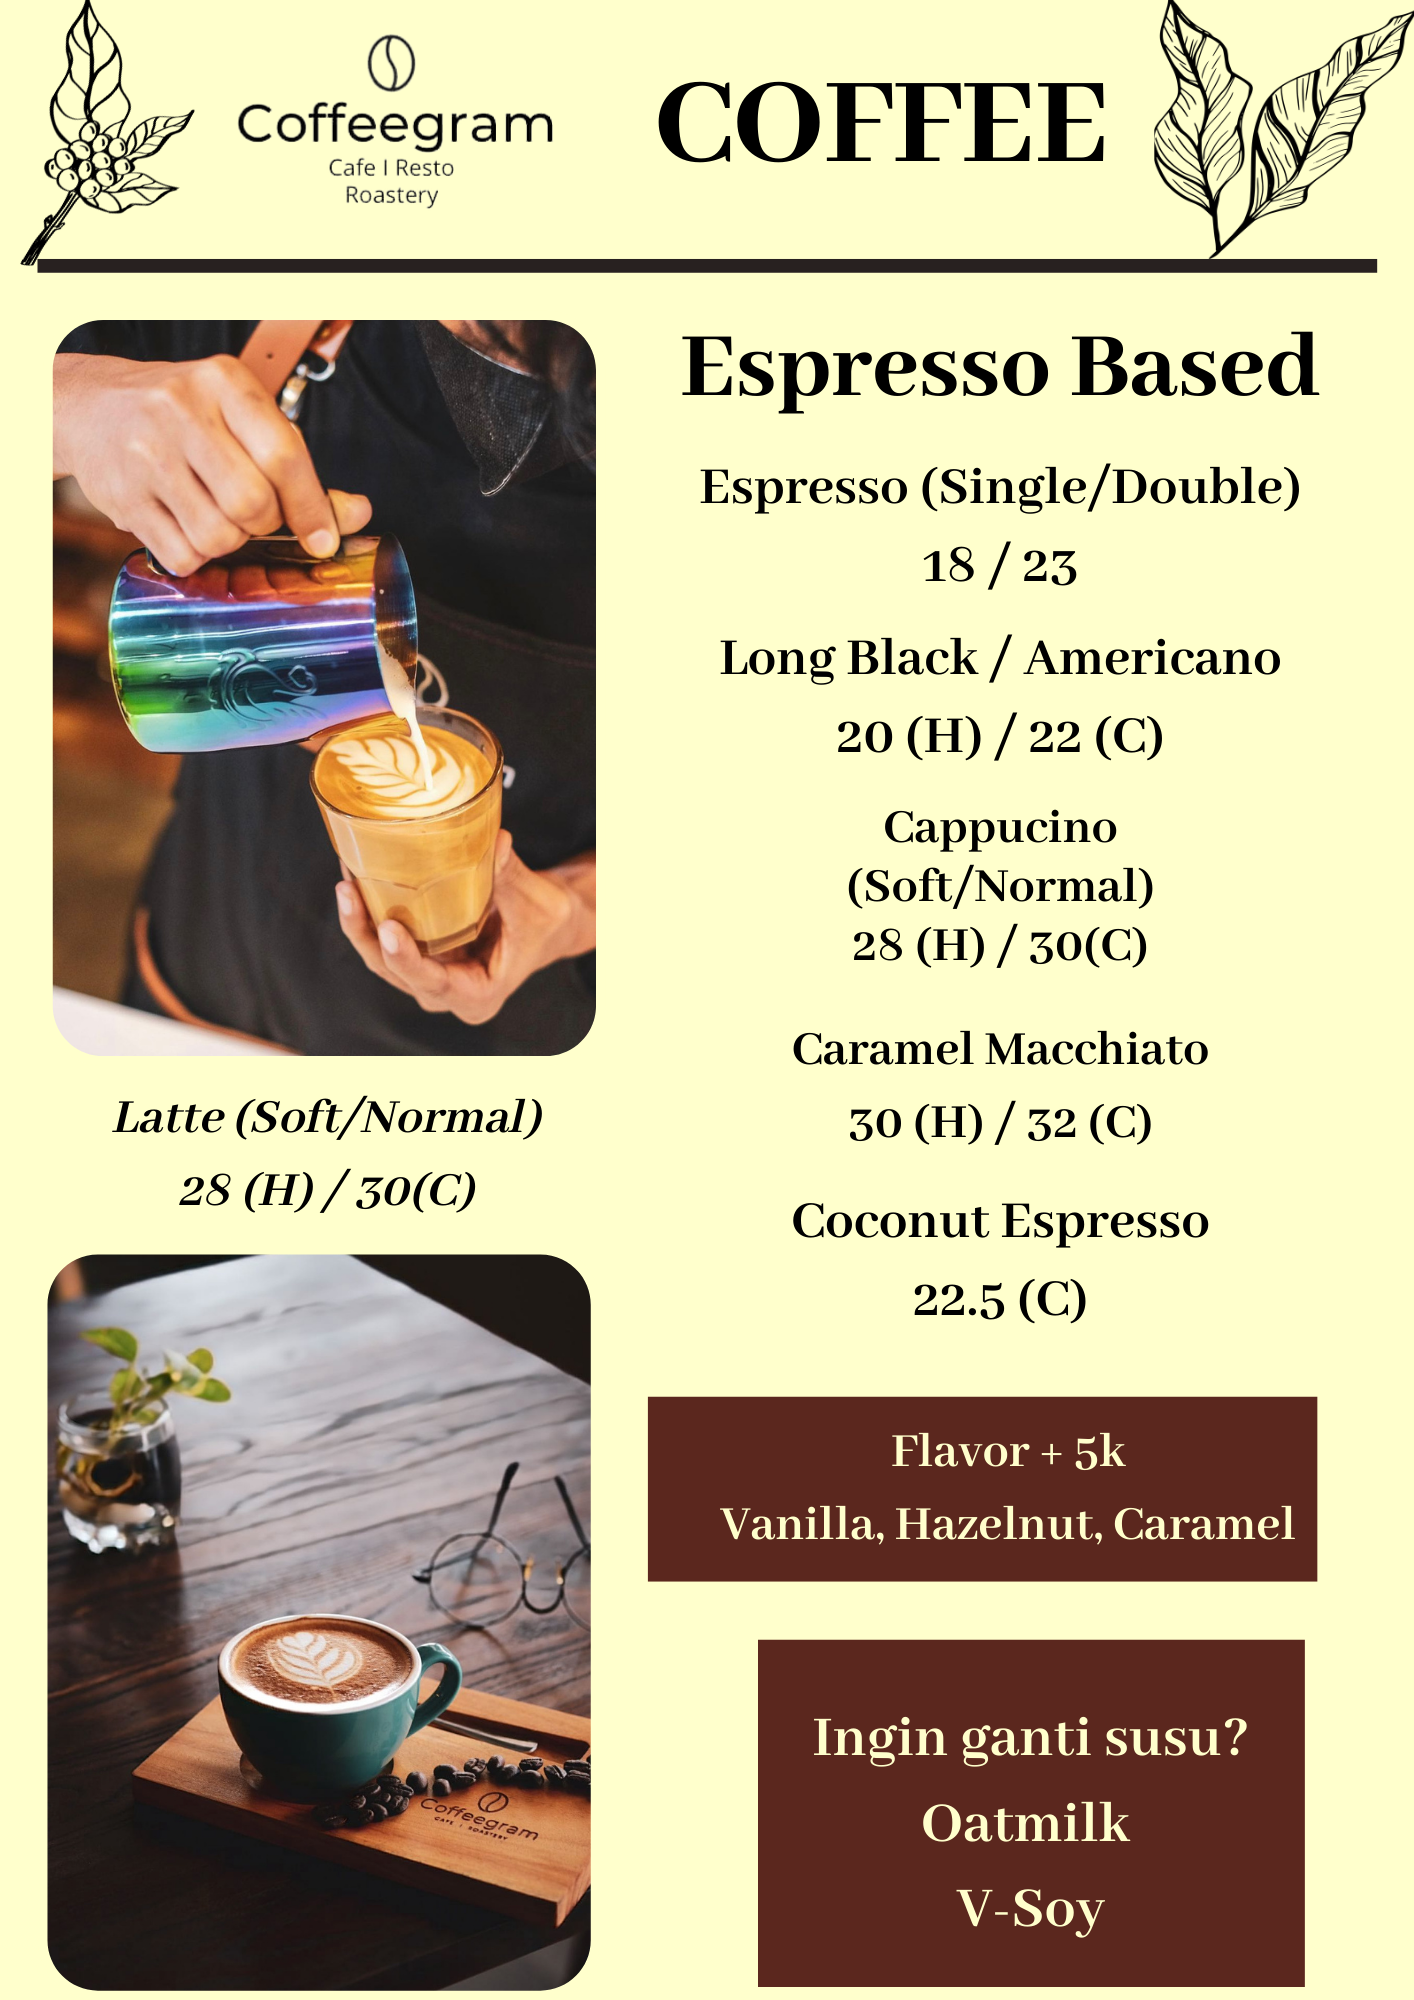 Coffeegram
Cafe I Resto
Roastery
COFFEE
Espresso Based
Espresso (Single/Double)
18 / 23
Long Black / Americano
20 (H) / 22 (C)
Cappucino
(Soft/Normal)
28 (H) / 30(C)
Caramel Macchiato
30 (H) / 32 (C)
Coconut Espresso
22.5 (C)
Latte (Soft/Normal)
28 (H) / 30(C)
Flavor + 5k
Vanilla, Hazelnut, Caramel
Ingin ganti susu?
Oatmilk
V-Soy
Coffeegram
CAFE | ROASTERY